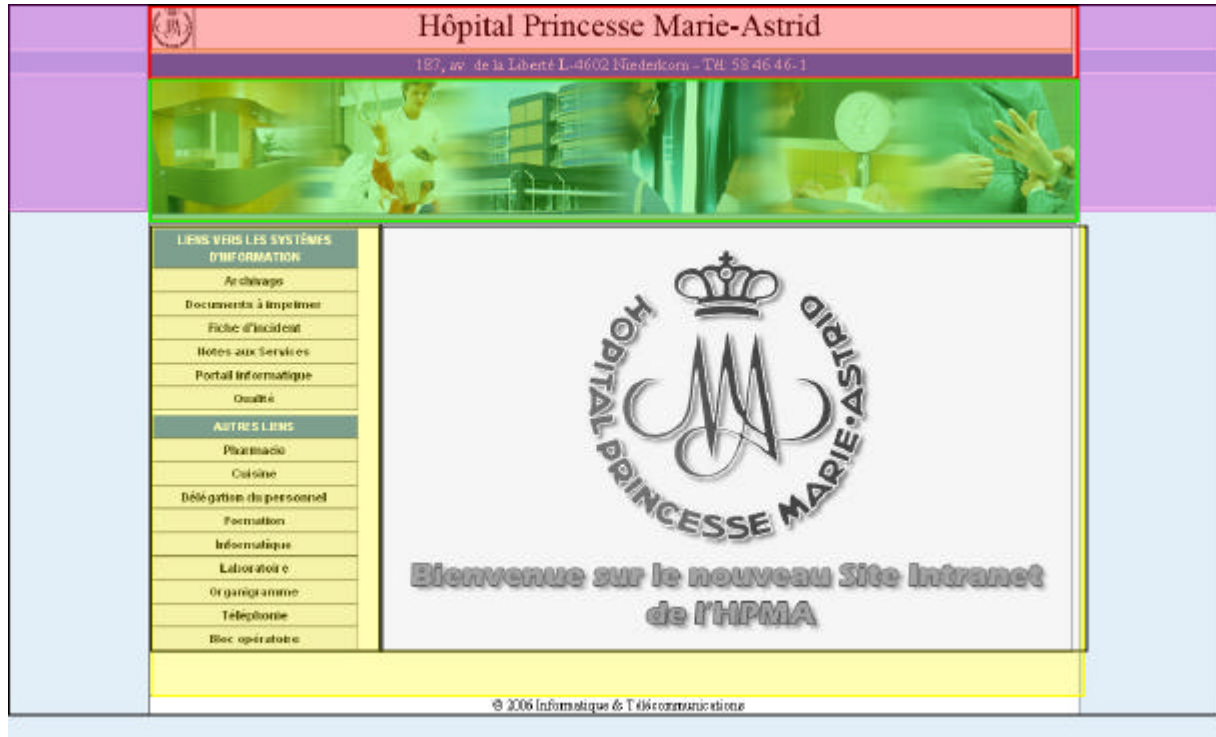 Hôpital Princesse Marie-Astrid
187, av. de la Liberté L-4602 Niederkorn - Tél: 58 46 46-1
LIENS VERS LES SYSTÈMES
D'INFORMATION
Archivage
Documents à imprimer
Fiche d'incident
Notes aux Services
Portail informatique
Qualité
AUTRES LIENS
Pharmacie
Cuisine
Délégation du personnel
Formation
Informatique
Laboratoire
Organigramme
Téléphonie
Bloc opératoire
HÔPITAL PRINCESSE MARIE-ASTRID
Bienvenue sur le nouveau Site Intranet
de l'HPMA
© 2006 Informatique & Télécommunications